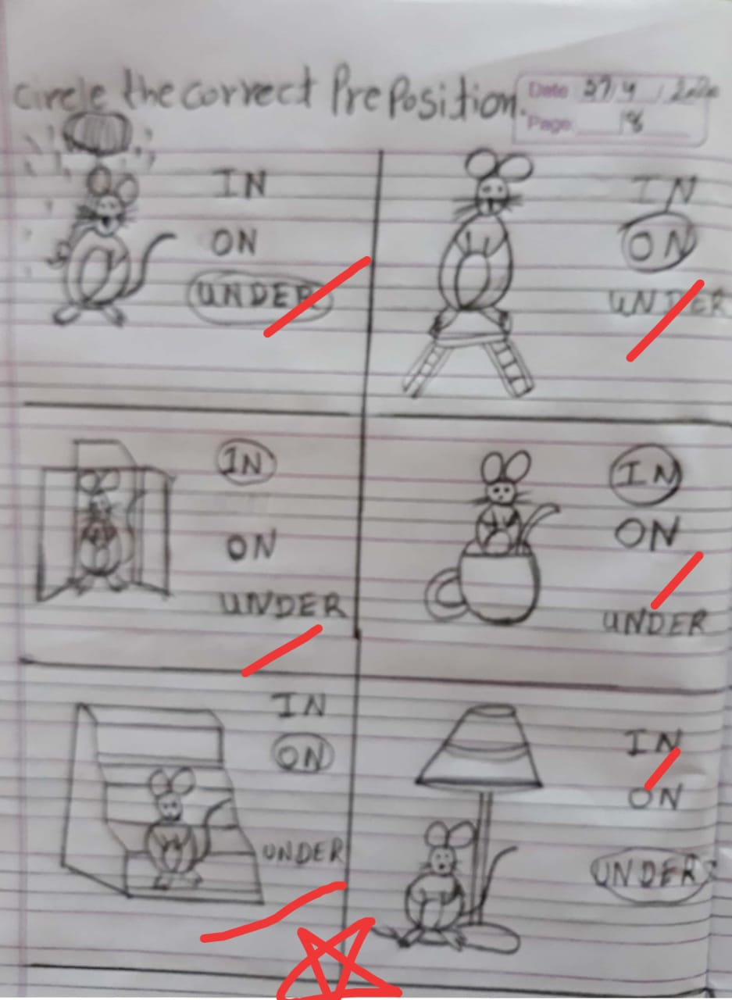 Circle the correct Preposition.
Date 27/4/2020
Page 18
IN
ON
UNDER
IN
ON
UNDER
IN
ON
UNDER
IN
ON
UNDER
IN
ON
UNDER
IN
ON
UNDER